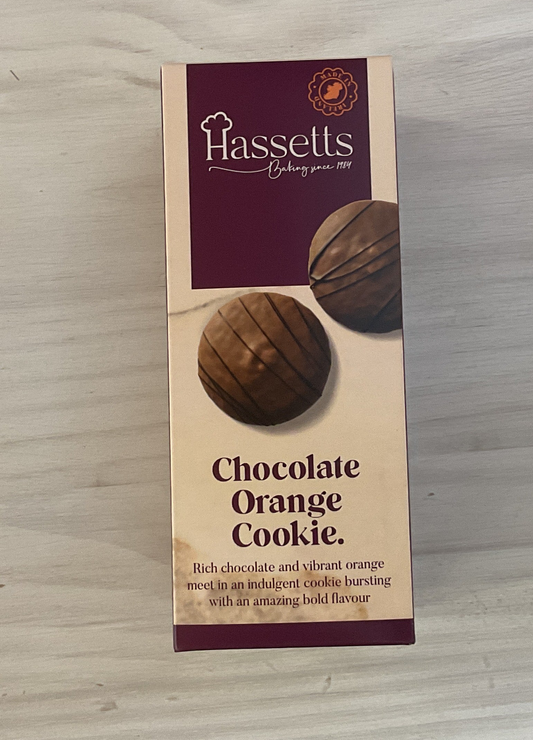 MADE IN
IRELAND
Hassetts
Baking since 1984
Chocolate
Orange
Cookie.
Rich chocolate and vibrant orange
meet in an indulgent cookie bursting
with an amazing bold flavour